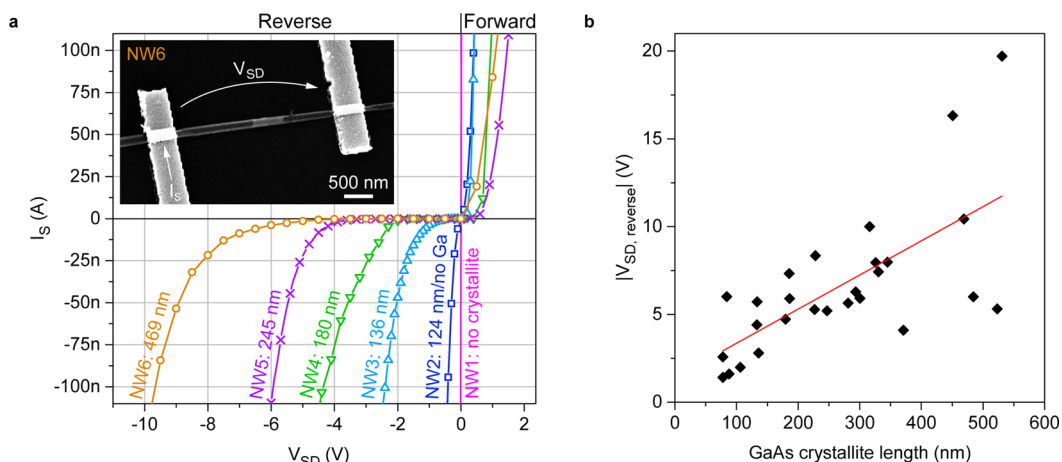 a
Reverse
Forward
100n
75n
50n
25n
0
-25n
-50n
-75n
-100n
I_S (A)
NW6
V_SD
I_S
500 nm
NW6: 469 nm
NW5: 245 nm
NW4: 180 nm
NW3: 136 nm
NW2: 124 nm/no Ga
NW1: no crystallite
-10
-8
-6
-4
-2
0
2
V_SD (V)
b
|V_SD, reverse| (V)
20
15
10
5
0
0
100
200
300
400
500
600
GaAs crystallite length (nm)